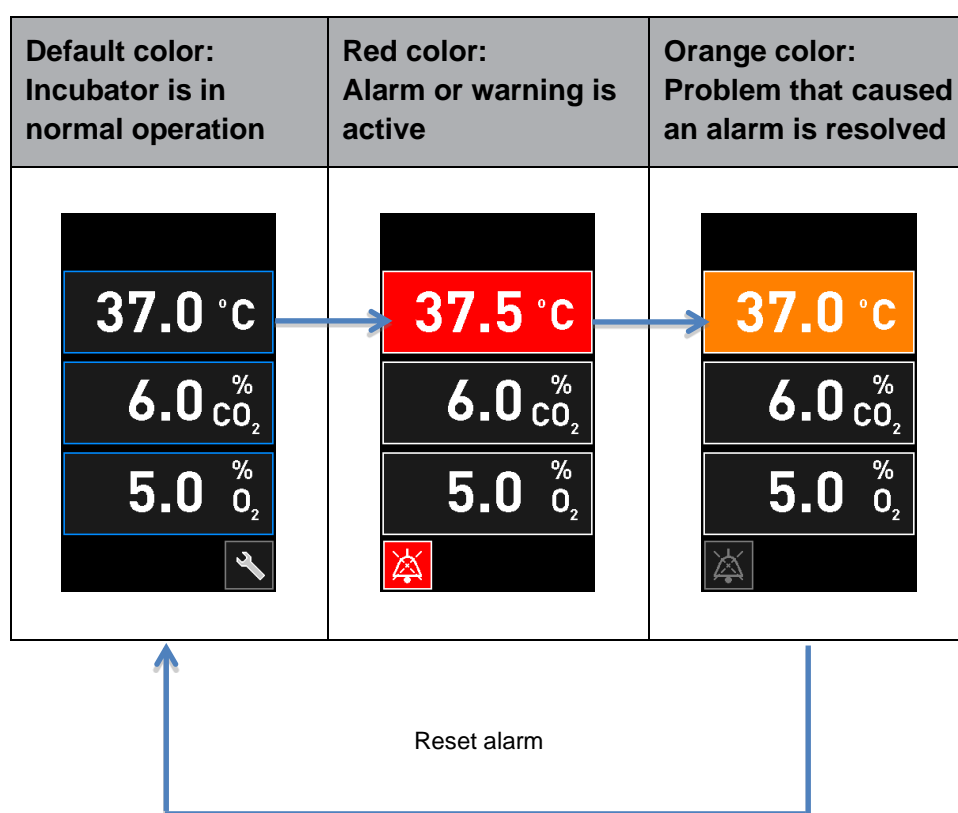 Default color:
Incubator is in
normal operation
Red color:
Alarm or warning is
active
Orange color:
Problem that caused
an alarm is resolved
37.0 °C
6.0 % CO₂
5.0 % O₂
37.5 °C
6.0 % CO₂
5.0 % O₂
37.0 °C
6.0 % CO₂
5.0 % O₂
Reset alarm